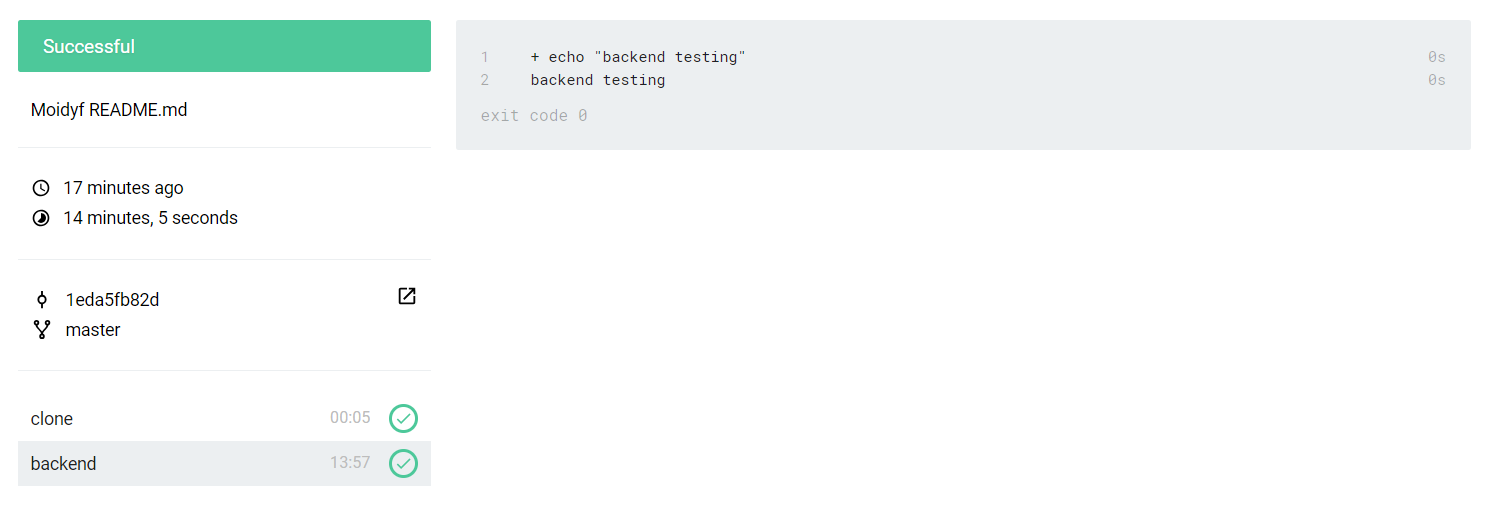 Successful
Moidyf README.md
17 minutes ago
14 minutes, 5 seconds
1eda5fb82d
master
clone 00:05
backend 13:57
1 + echo "backend testing" 0s
2 backend testing 0s
exit code 0